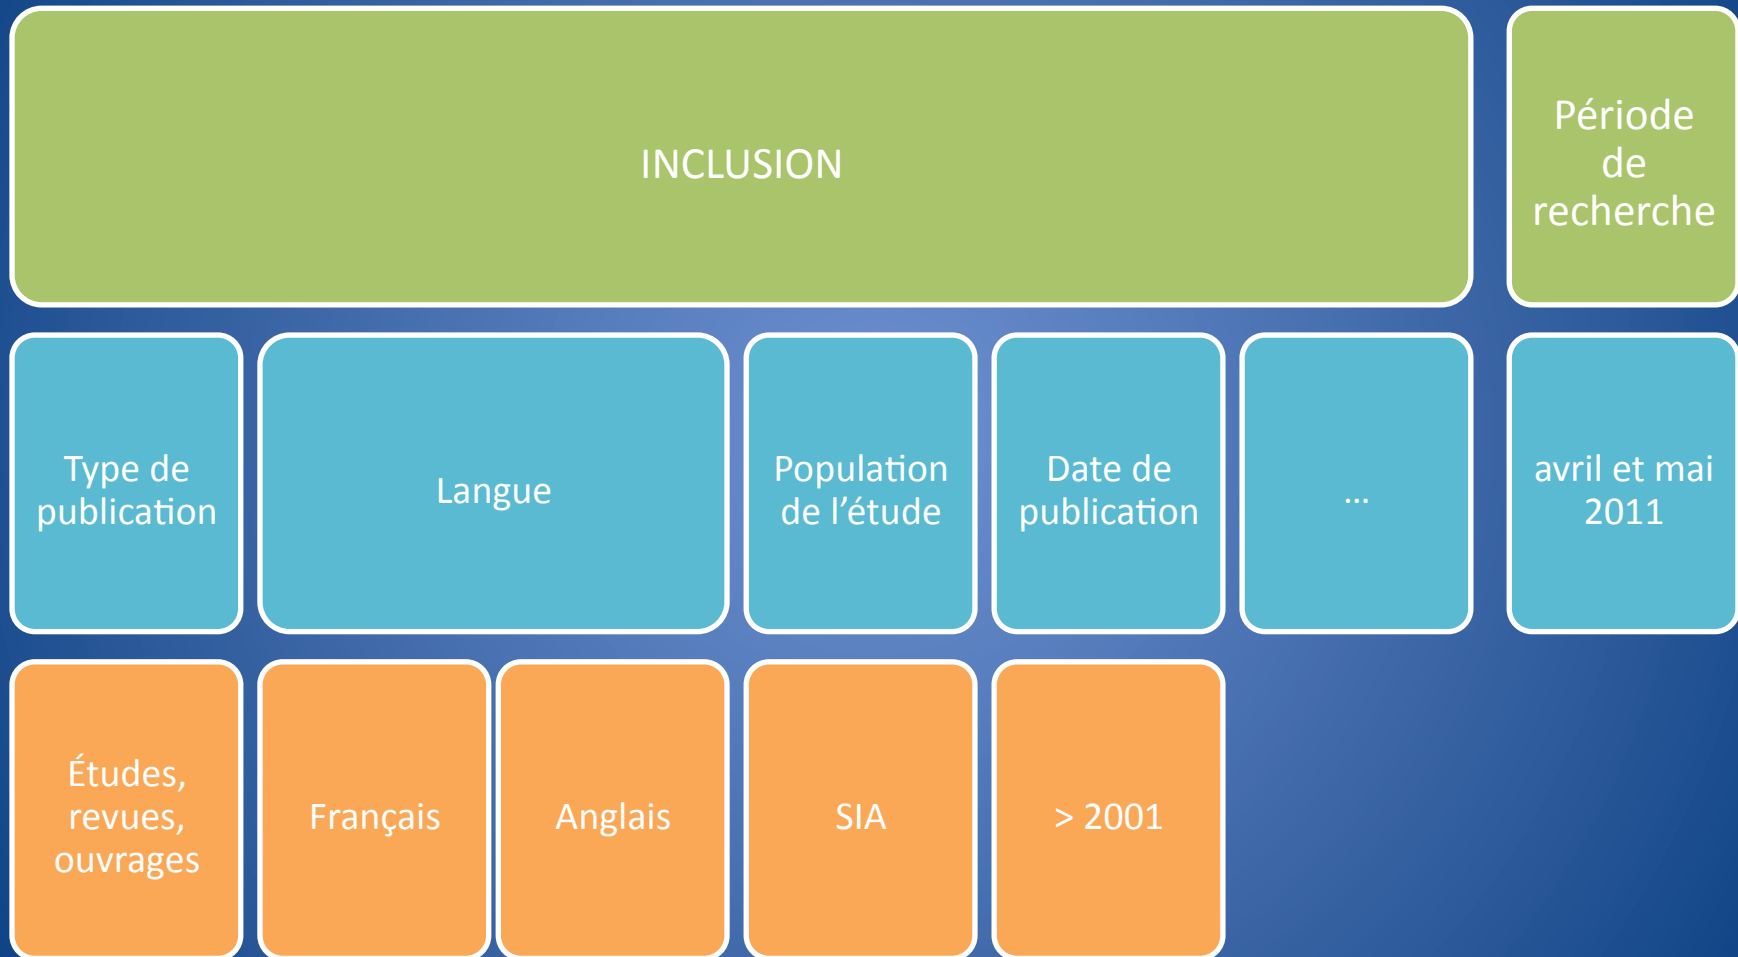 INCLUSION
Période
de
recherche
Type de
publication
Langue
Population
de l’étude
Date de
publication
...
avril et mai
2011
Études,
revues,
ouvrages
Français
Anglais
SIA
> 2001